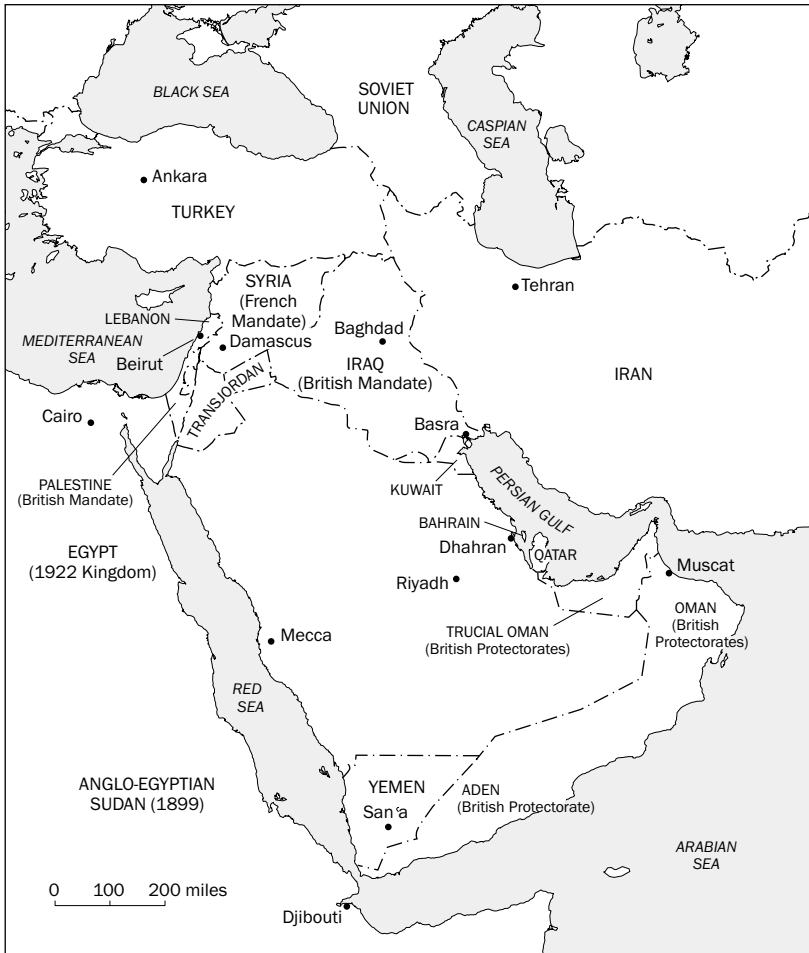 BLACK SEA
SOVIET
UNION
CASPIAN
SEA
Ankara
TURKEY
Tehran
SYRIA
(French
Mandate)
Damascus
LEBANON
MEDITERRANEAN
SEA
Beirut
Baghdad
IRAQ
(British Mandate)
IRAN
TRANSJORDAN
Cairo
Basra
PALESTINE
(British Mandate)
KUWAIT
PERSIAN GULF
BAHRAIN
Dhahran
QATAR
EGYPT
(1922 Kingdom)
Riyadh
Muscat
OMAN
(British
Protectorates)
TRUCIAL OMAN
(British Protectorates)
Mecca
RED
SEA
ANGLO-EGYPTIAN
SUDAN (1899)
YEMEN
San‘a
ADEN
(British Protectorate)
ARABIAN
SEA
0 100 200 miles
Djibouti